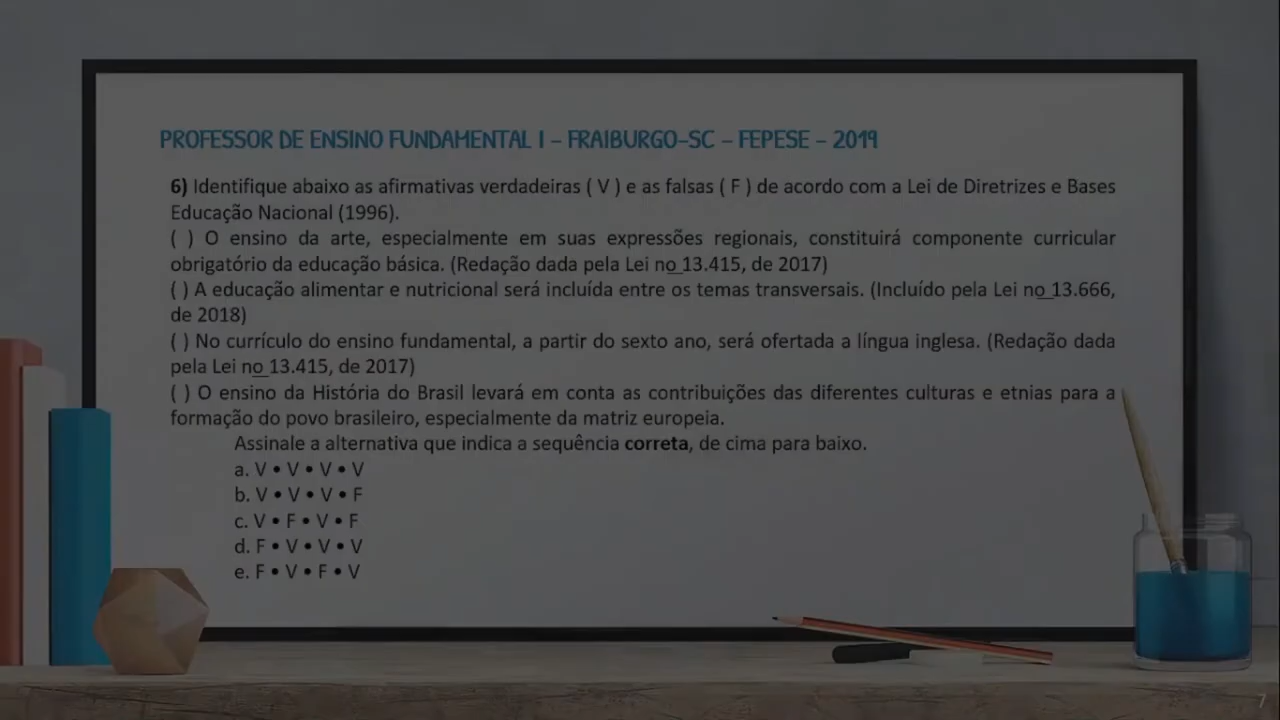 PROFESSOR DE ENSINO FUNDAMENTAL I – FRAIBURGO-SC – FEPESE – 2019
6) Identifique abaixo as afirmativas verdadeiras ( V ) e as falsas ( F ) de acordo com a Lei de Diretrizes e Bases
Educação Nacional (1996).
( ) O ensino da arte, especialmente em suas expressões regionais, constituirá componente curricular
obrigatório da educação básica. (Redação dada pela Lei no 13.415, de 2017)
( ) A educação alimentar e nutricional será incluída entre os temas transversais. (Incluído pela Lei no 13.666,
de 2018)
( ) No currículo do ensino fundamental, a partir do sexto ano, será ofertada a língua inglesa. (Redação dada
pela Lei no 13.415, de 2017)
( ) O ensino da História do Brasil levará em conta as contribuições das diferentes culturas e etnias para a
formação do povo brasileiro, especialmente da matriz europeia.
Assinale a alternativa que indica a sequência correta, de cima para baixo.
a. V • V • V • V
b. V • V • V • F
c. V • F • V • F
d. F • V • V • V
e. F • V • F • V
7